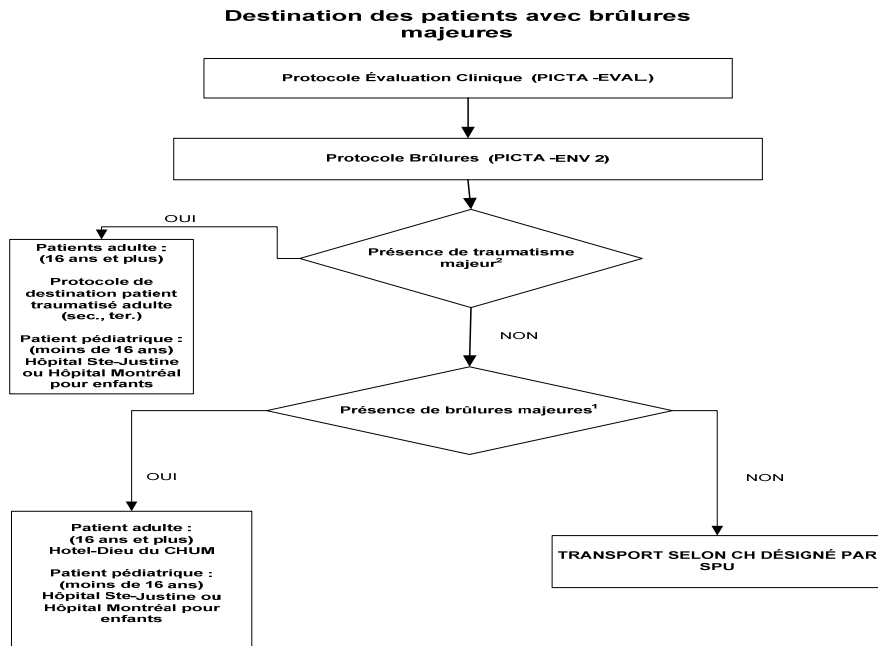 Destination des patients avec brûlures
majeures
Protocole Évaluation Clinique (PICTA -EVAL.)
Protocole Brûlures (PICTA -ENV 2)
OUI
Présence de traumatisme
majeur²
Patients adulte :
(16 ans et plus)
Protocole de
destination patient
traumatisé adulte
(sec., ter.)
Patient pédiatrique :
(moins de 16 ans)
Hôpital Ste-Justine
ou Hôpital Montréal
pour enfants
NON
Présence de brûlures majeures¹
OUI
NON
Patient adulte :
(16 ans et plus)
Hotel-Dieu du CHUM
Patient pédiatrique :
(moins de 16 ans)
Hôpital Ste-Justine ou
Hôpital Montréal pour
enfants
TRANSPORT SELON CH DÉSIGNÉ PAR
SPU